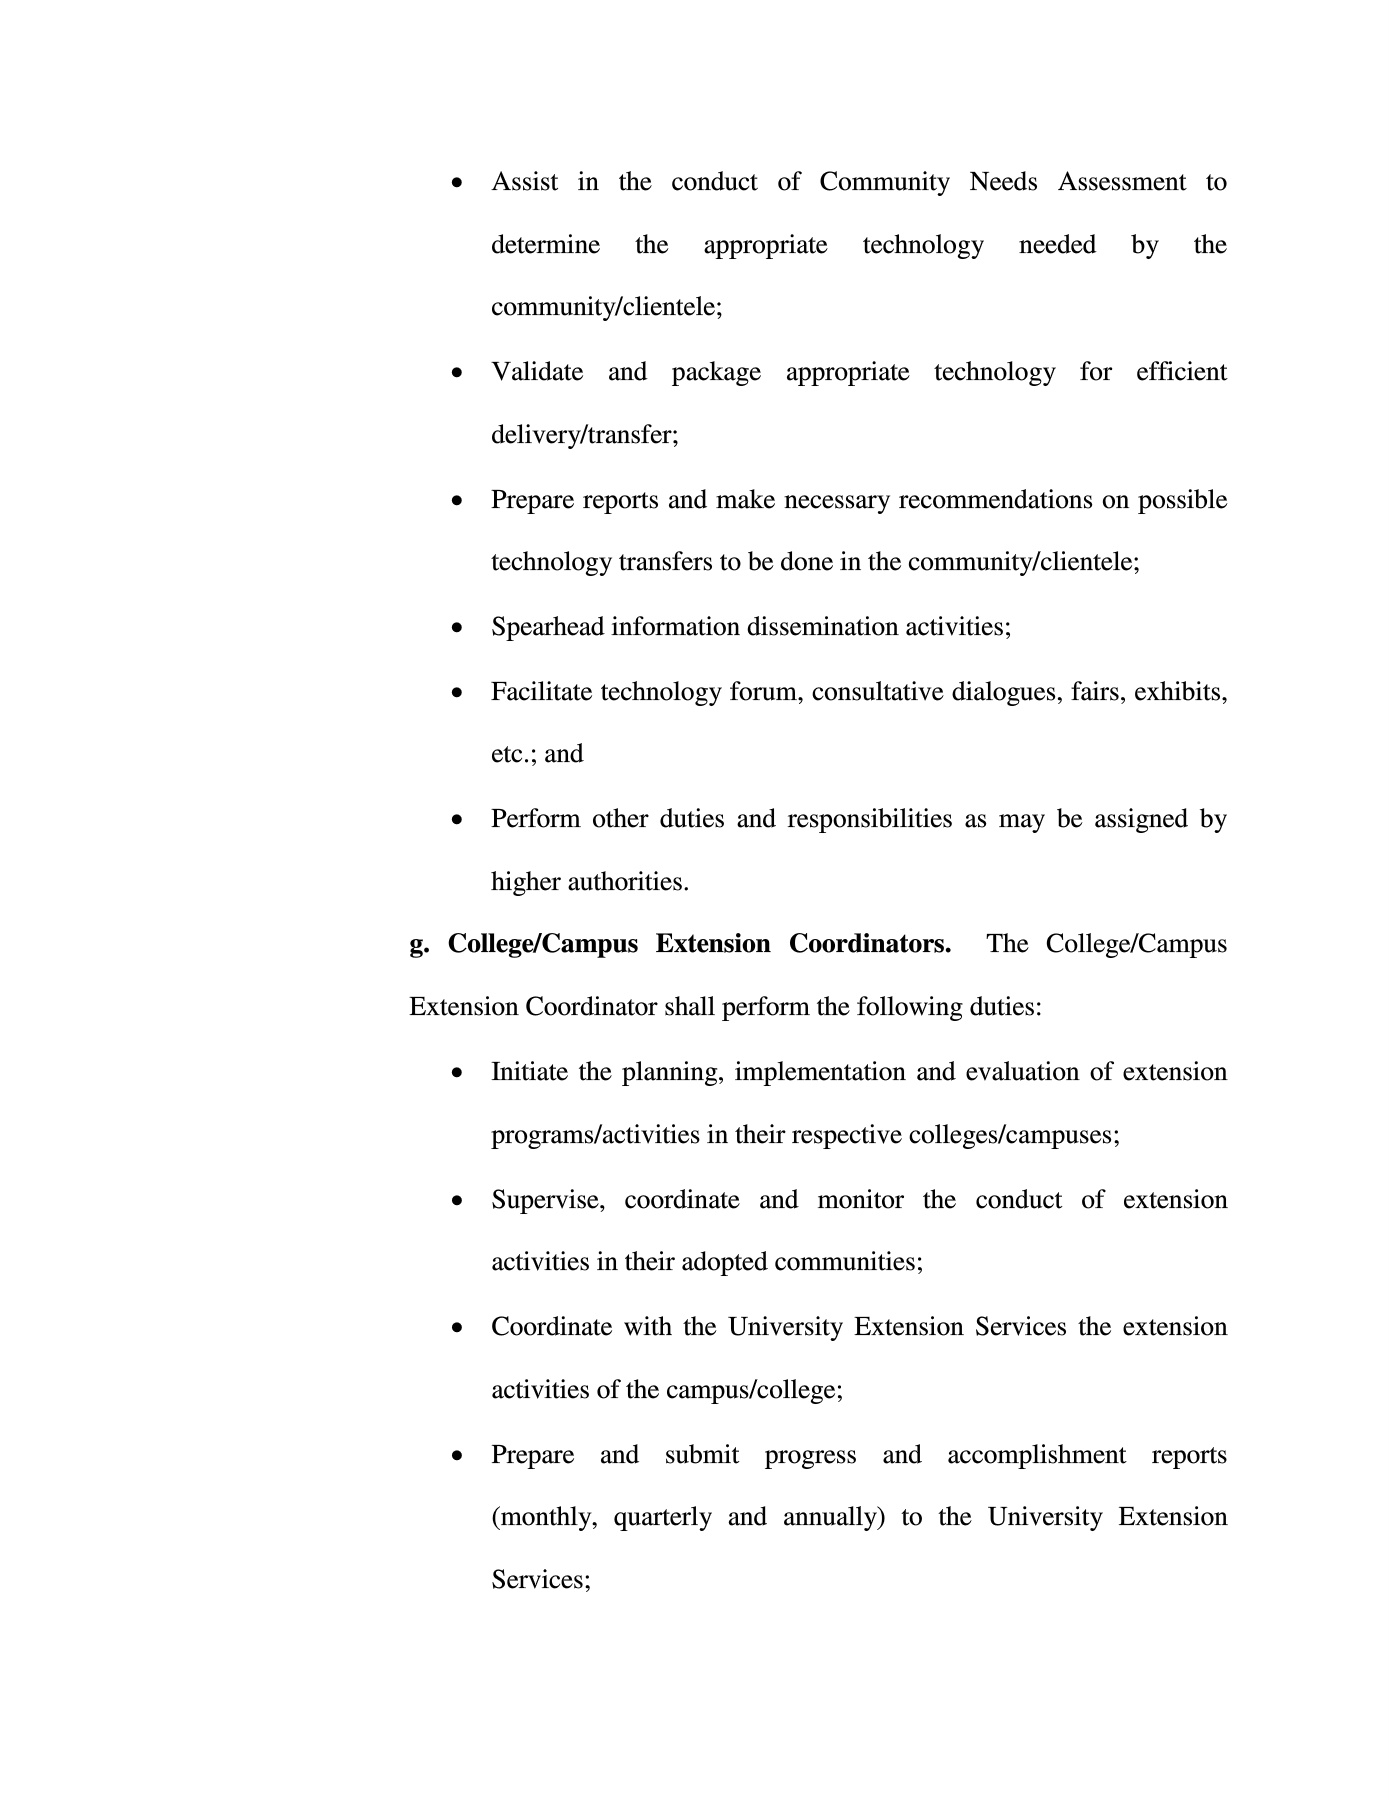 • Assist in the conduct of Community Needs Assessment to
determine the appropriate technology needed by the
community/clientele;
• Validate and package appropriate technology for efficient
delivery/transfer;
• Prepare reports and make necessary recommendations on possible
technology transfers to be done in the community/clientele;
• Spearhead information dissemination activities;
• Facilitate technology forum, consultative dialogues, fairs, exhibits,
etc.; and
• Perform other duties and responsibilities as may be assigned by
higher authorities.
g. College/Campus Extension Coordinators. The College/Campus
Extension Coordinator shall perform the following duties:
• Initiate the planning, implementation and evaluation of extension
programs/activities in their respective colleges/campuses;
• Supervise, coordinate and monitor the conduct of extension
activities in their adopted communities;
• Coordinate with the University Extension Services the extension
activities of the campus/college;
• Prepare and submit progress and accomplishment reports
(monthly, quarterly and annually) to the University Extension
Services;